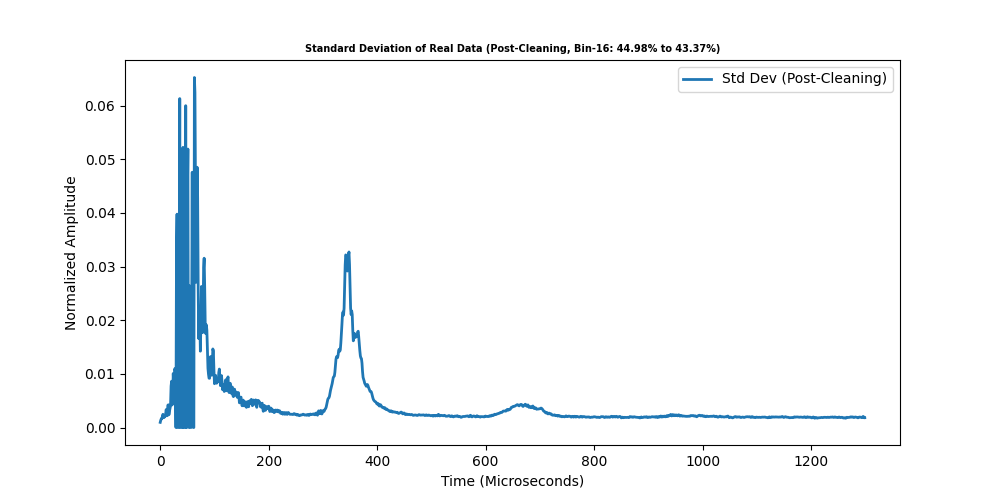 Standard Deviation of Real Data (Post-Cleaning, Bin-16: 44.98% to 43.37%)
Std Dev (Post-Cleaning)
Normalized Amplitude
0.06
0.05
0.04
0.03
0.02
0.01
0.00
0 200 400 600 800 1000 1200
Time (Microseconds)